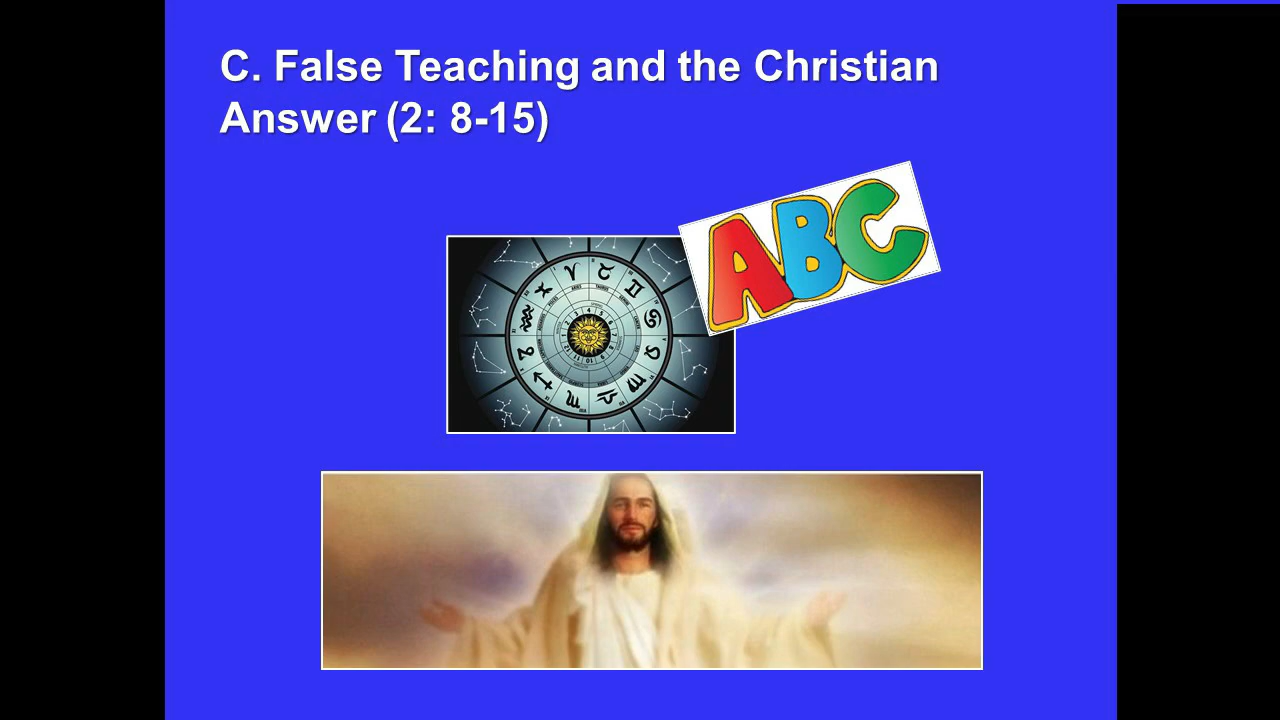 C. False Teaching and the Christian
Answer (2: 8-15)
ABC